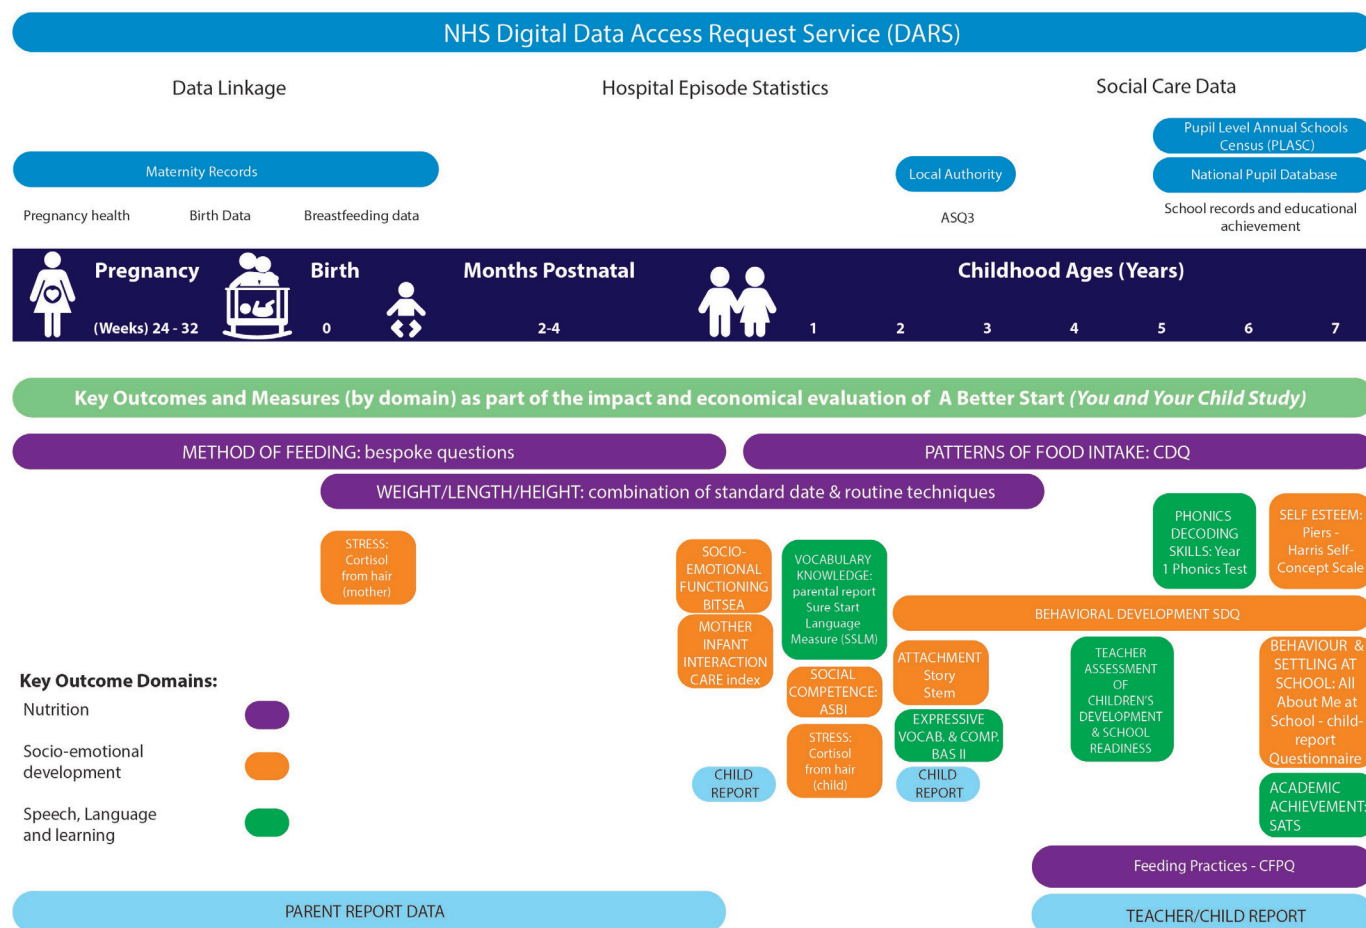 NHS Digital Data Access Request Service (DARS)
Data Linkage
Hospital Episode Statistics
Social Care Data
Pupil Level Annual Schools
Census (PLASC)
Maternity Records
Local Authority
National Pupil Database
Pregnancy health
Birth Data
Breastfeeding data
ASQ3
School records and educational
achievement
Pregnancy
Birth
Months Postnatal
Childhood Ages (Years)
(Weeks) 24 - 32
0
2-4
1
2
3
4
5
6
7
Key Outcomes and Measures (by domain) as part of the impact and economical evaluation of A Better Start (You and Your Child Study)
METHOD OF FEEDING: bespoke questions
PATTERNS OF FOOD INTAKE: CDQ
WEIGHT/LENGTH/HEIGHT: combination of standard date & routine techniques
STRESS:
Cortisol
from hair
(mother)
SOCIO-
EMOTIONAL
FUNCTIONING
BITSEA
MOTHER
INFANT
INTERACTION
CARE index
CHILD
REPORT
VOCABULARY
KNOWLEDGE:
parental report
Sure Start
Language
Measure (SSLM)
SOCIAL
COMPETENCE:
ASBI
STRESS:
Cortisol
from hair
(child)
PHONICS
DECODING
SKILLS: Year
1 Phonics Test
SELF ESTEEM:
Piers -
Harris Self-
Concept Scale
BEHAVIORAL DEVELOPMENT SDQ
ATTACHMENT
Story
Stem
EXPRESSIVE
VOCAB. & COMP.
BAS II
CHILD
REPORT
TEACHER
ASSESSMENT
OF
CHILDREN'S
DEVELOPMENT
& SCHOOL
READINESS
BEHAVIOUR &
SETTLING AT
SCHOOL: All
About Me at
School - child-
report
Questionnaire
ACADEMIC
ACHIEVEMENT:
SATS
Key Outcome Domains:
Nutrition
Socio-emotional
development
Speech, Language
and learning
Feeding Practices - CFPQ
PARENT REPORT DATA
TEACHER/CHILD REPORT